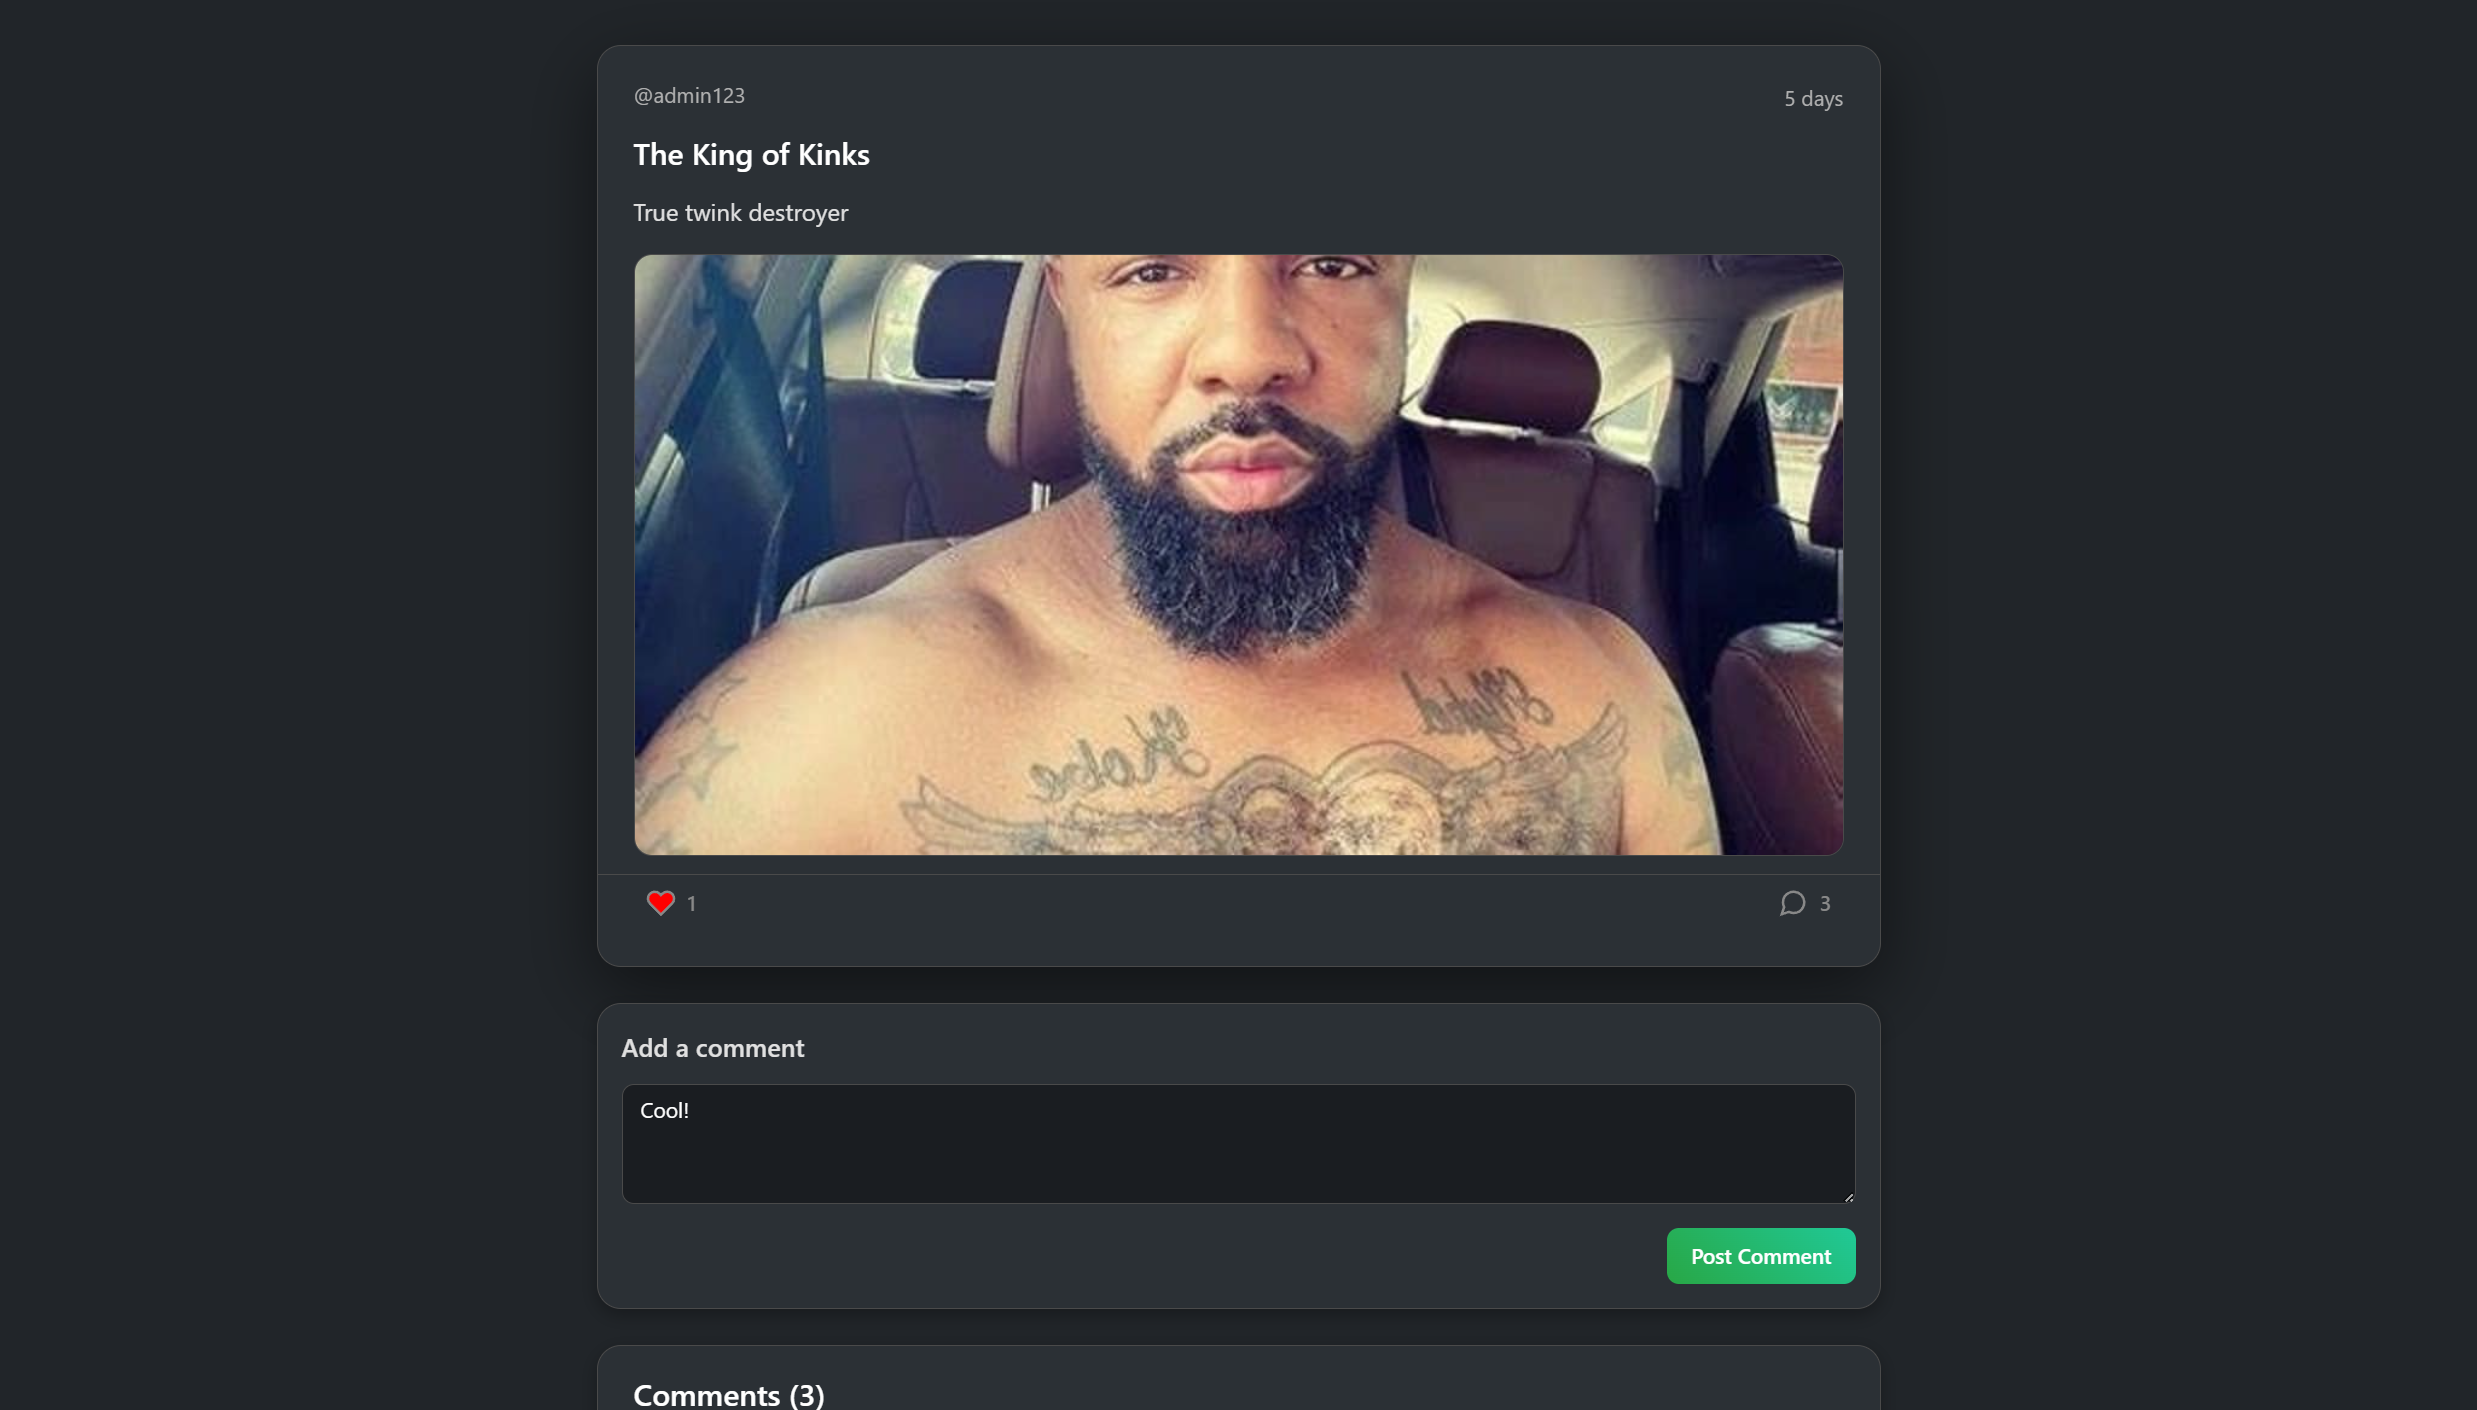 @admin123
5 days
The King of Kinks
True twink destroyer
Kobe
1
3
Add a comment
Cool!
Post Comment
Comments (3)